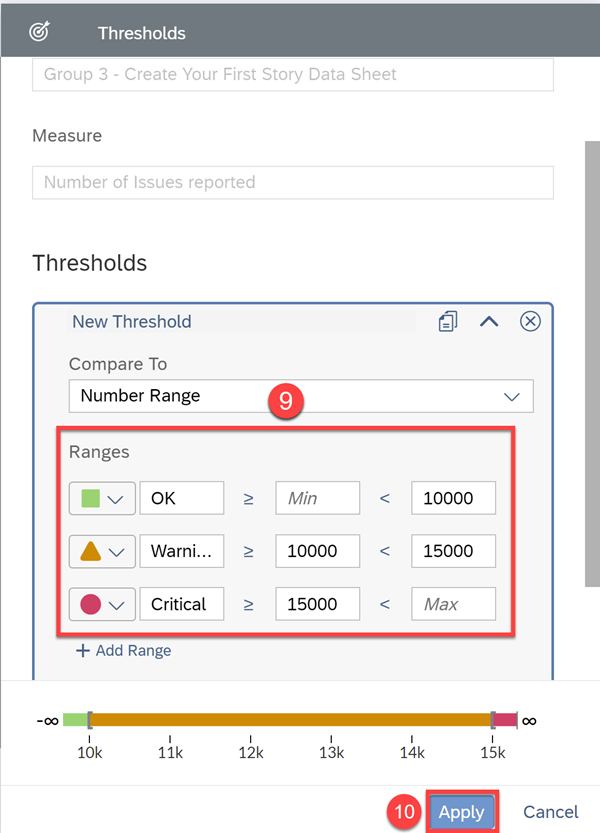 Thresholds
Group 3 - Create Your First Story Data Sheet
Measure
Number of Issues reported
Thresholds
New Threshold
Compare To
Number Range
9
Ranges
OK ≥ Min < 10000
Warni... ≥ 10000 < 15000
Critical ≥ 15000 < Max
+ Add Range
-∞ ∞
10k 11k 12k 13k 14k 15k
10 Apply Cancel